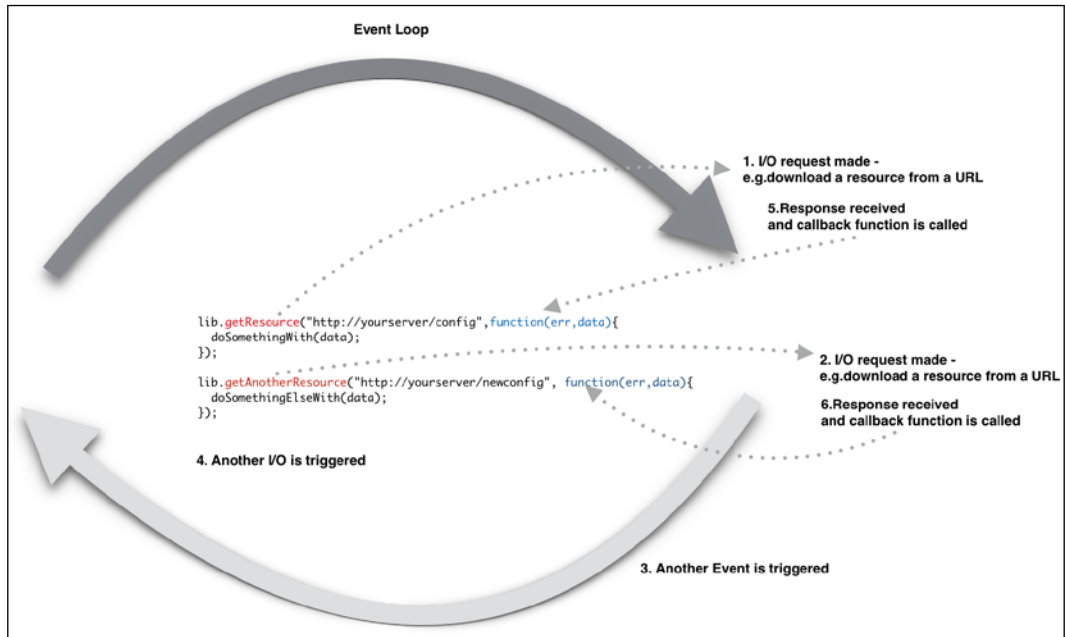 Event Loop
1. I/O request made -
e.g.download a resource from a URL
5.Response received
and callback function is called
lib.getResource("http://yourserver/config",function(err,data){
doSomethingWith(data);
});
2. I/O request made -
e.g.download a resource from a URL
lib.getAnotherResource("http://yourserver/newconfig", function(err,data){
doSomethingElseWith(data);
});
6.Response received
and callback function is called
4. Another I/O is triggered
3. Another Event is triggered